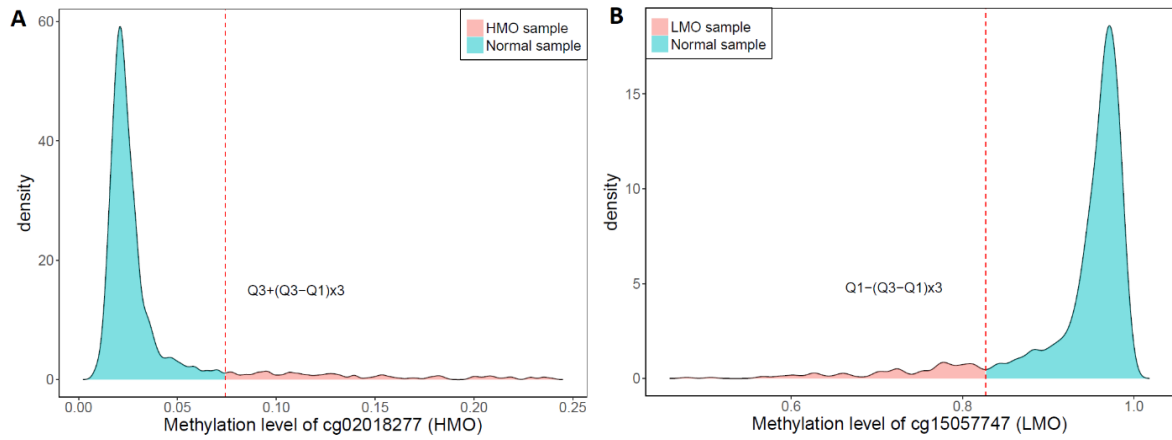 A
60
40
20
0
density
HMO sample
Normal sample
Q3+(Q3−Q1)x3
0.00 0.05 0.10 0.15 0.20 0.25
Methylation level of cg02018277 (HMO)
B
15
10
5
0
density
LMO sample
Normal sample
Q1−(Q3−Q1)x3
0.6 0.8 1.0
Methylation level of cg15057747 (LMO)